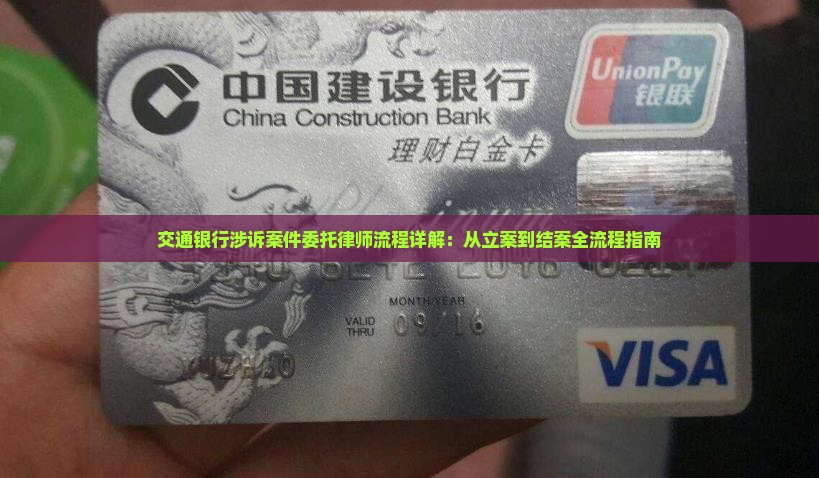 中国建设银行
China Construction Bank
理财白金卡
UnionPay
银联
交通银行涉诉案件委托律师流程详解：从立案到结案全流程指南
MONTH/YEAR
VALID
THRU
09/16
VISA